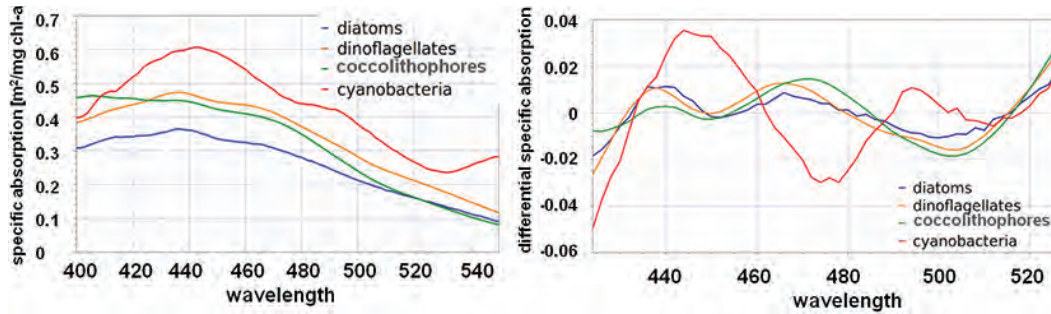 specific absorption [m²/mg chl-a]
0.7
0.6
0.5
0.4
0.3
0.2
0.1
0
400 420 440 460 480 500 520 540
wavelength
diatoms
dinoflagellates
coccolithophores
cyanobacteria
differential specific absorption
0.04
0.02
0
-0.02
-0.04
-0.06
440 460 480 500 520
wavelength
diatoms
dinoflagellates
coccolithophores
cyanobacteria